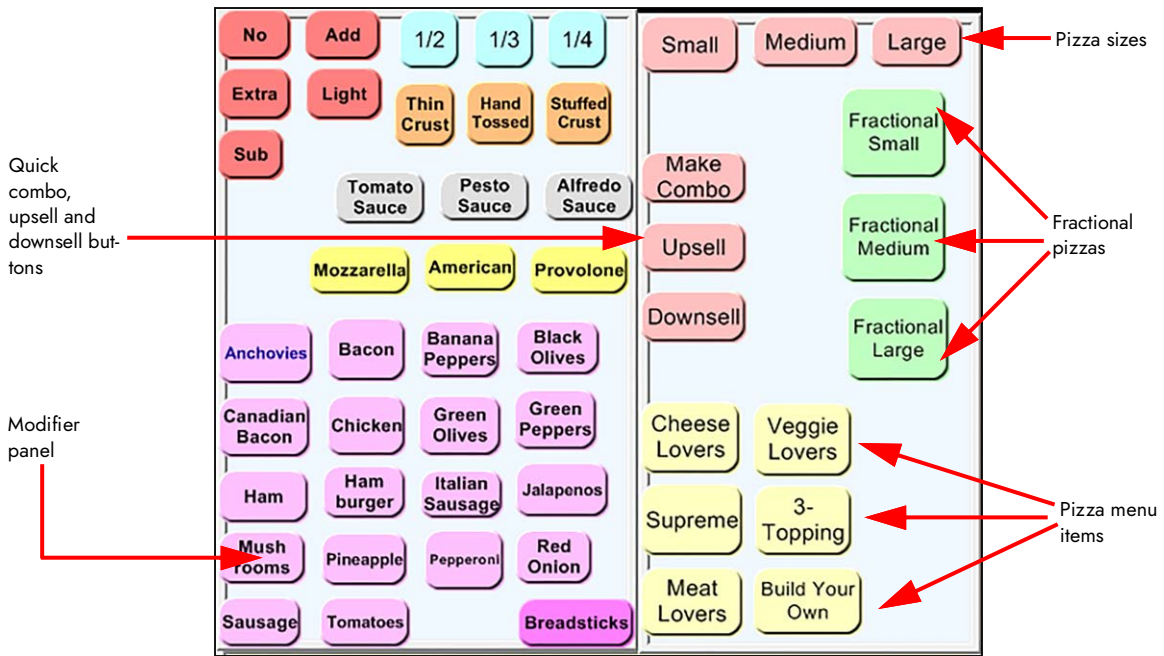 No
Add
1/2
1/3
1/4
Extra
Light
Thin
Crust
Hand
Tossed
Stuffed
Crust
Sub
Tomato
Sauce
Pesto
Sauce
Alfredo
Sauce
Mozzarella
American
Provolone
Anchovies
Bacon
Banana
Peppers
Black
Olives
Canadian
Bacon
Chicken
Green
Olives
Green
Peppers
Ham
Ham
burger
Italian
Sausage
Jalapenos
Mush
rooms
Pineapple
Pepperoni
Red
Onion
Sausage
Tomatoes
Breadsticks
Small
Medium
Large
Fractional
Small
Make
Combo
Upsell
Fractional
Medium
Downsell
Fractional
Large
Cheese
Lovers
Veggie
Lovers
Supreme
3-
Topping
Meat
Lovers
Build Your
Own
Quick
combo,
upsell and
downsell but-
tons
Modifier
panel
Pizza sizes
Fractional
pizzas
Pizza menu
items